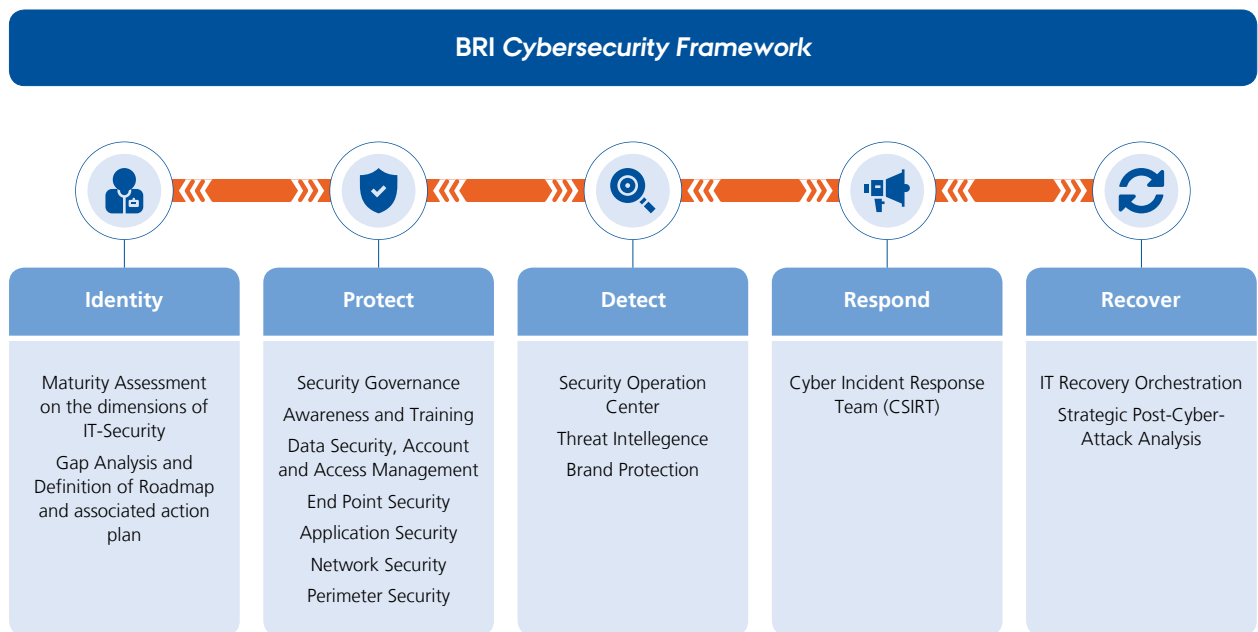 BRI Cybersecurity Framework
Identity
Maturity Assessment
on the dimensions of
IT-Security
Gap Analysis and
Definition of Roadmap
and associated action
plan
Protect
Security Governance
Awareness and Training
Data Security, Account
and Access Management
End Point Security
Application Security
Network Security
Perimeter Security
Detect
Security Operation
Center
Threat Intellegence
Brand Protection
Respond
Cyber Incident Response
Team (CSIRT)
Recover
IT Recovery Orchestration
Strategic Post-Cyber-
Attack Analysis